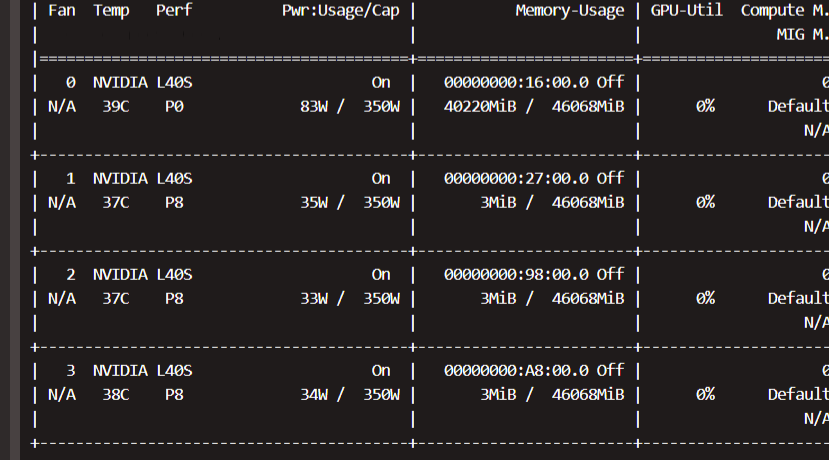 | Fan  Temp   Perf          Pwr:Usage/Cap |           Memory-Usage | GPU-Util  Compute M.
|                                         |                        |               MIG M.
|=========================================+========================+=====================
|   0  NVIDIA L40S                    On  |   00000000:16:00.0 Off |                    0
| N/A   39C    P0             83W /  350W |   40220MiB /  46068MiB |      0%      Default
|                                         |                        |                  N/A
+-----------------------------------------+------------------------+---------------------
|   1  NVIDIA L40S                    On  |   00000000:27:00.0 Off |                    0
| N/A   37C    P8             35W /  350W |       3MiB /  46068MiB |      0%      Default
|                                         |                        |                  N/A
+-----------------------------------------+------------------------+---------------------
|   2  NVIDIA L40S                    On  |   00000000:98:00.0 Off |                    0
| N/A   37C    P8             33W /  350W |       3MiB /  46068MiB |      0%      Default
|                                         |                        |                  N/A
+-----------------------------------------+------------------------+---------------------
|   3  NVIDIA L40S                    On  |   00000000:A8:00.0 Off |                    0
| N/A   38C    P8             34W /  350W |       3MiB /  46068MiB |      0%      Default
|                                         |                        |                  N/A
+-----------------------------------------+------------------------+---------------------